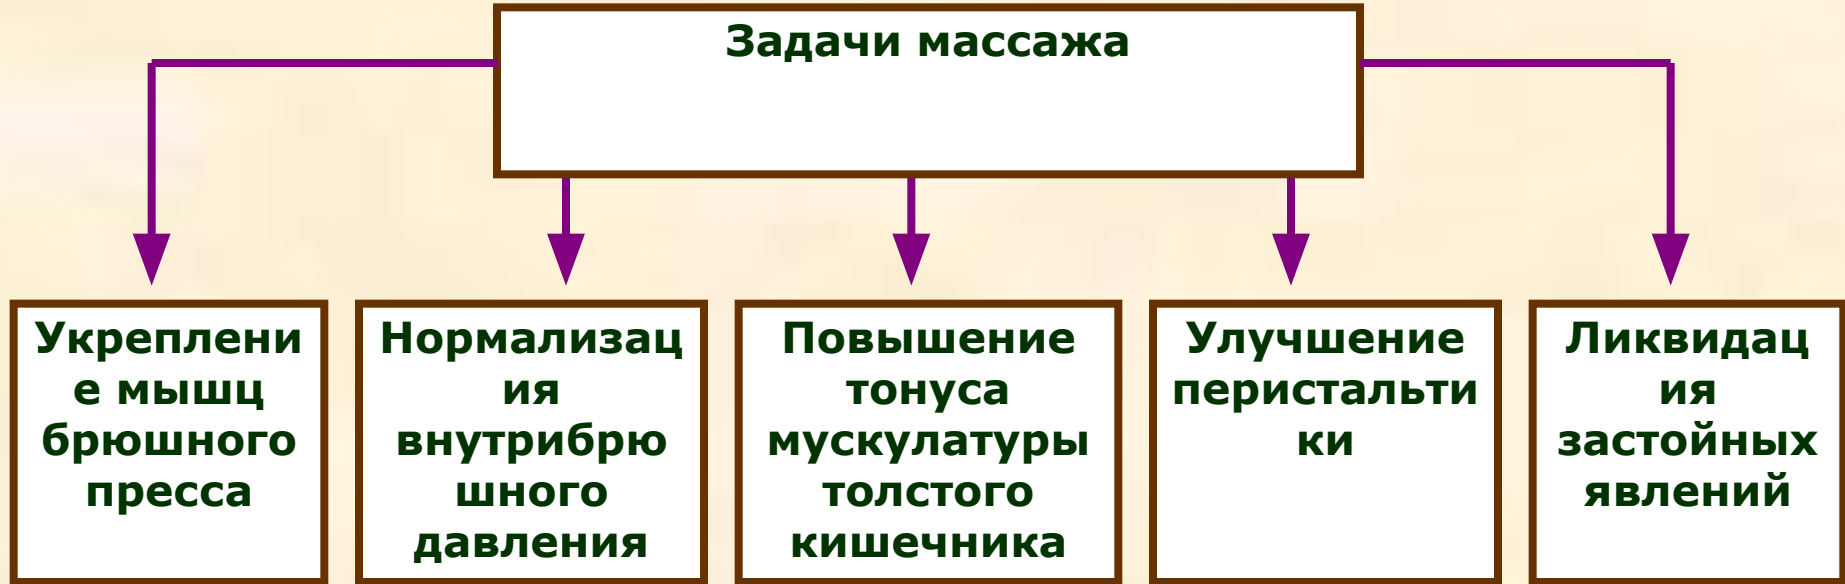 Задачи массажа
Укреплени
е мышц
брюшного
пресса
Нормализац
ия
внутрибрю
шного
давления
Повышение
тонуса
мускулатуры
толстого
кишечника
Улучшение
перистальти
ки
Ликвидац
ия
застойных
явлений